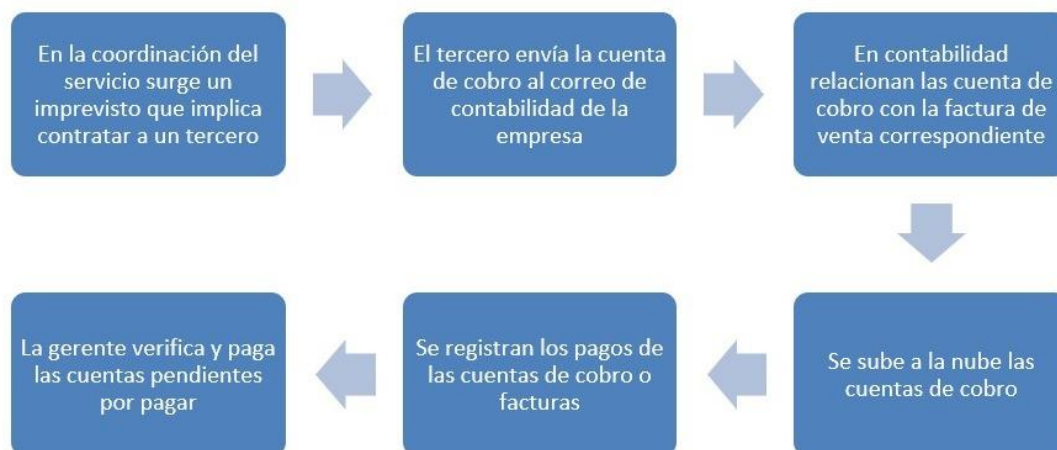 En la coordinación del
servicio surge un
imprevisto que implica
contratar a un tercero
El tercero envía la cuenta
de cobro al correo de
contabilidad de la
empresa
En contabilidad
relacionan las cuenta de
cobro con la factura de
venta correspondiente
Se sube a la nube las
cuentas de cobro
Se registran los pagos de
las cuentas de cobro o
facturas
La gerente verifica y paga
las cuentas pendientes
por pagar